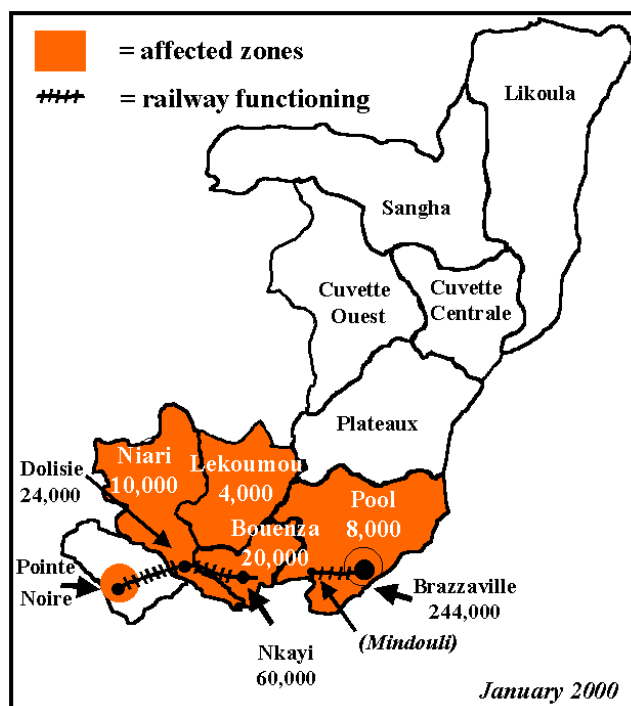 = affected zones
= railway functioning
Likoula
Sangha
Cuvette
Ouest
Cuvette
Centrale
Plateaux
Niari
10,000
Lekoumou
4,000
Pool
8,000
Bouenza
20,000
Dolisie
24,000
Pointe
Noire
Brazzaville
244,000
(Mindouli)
Nkayi
60,000
January 2000